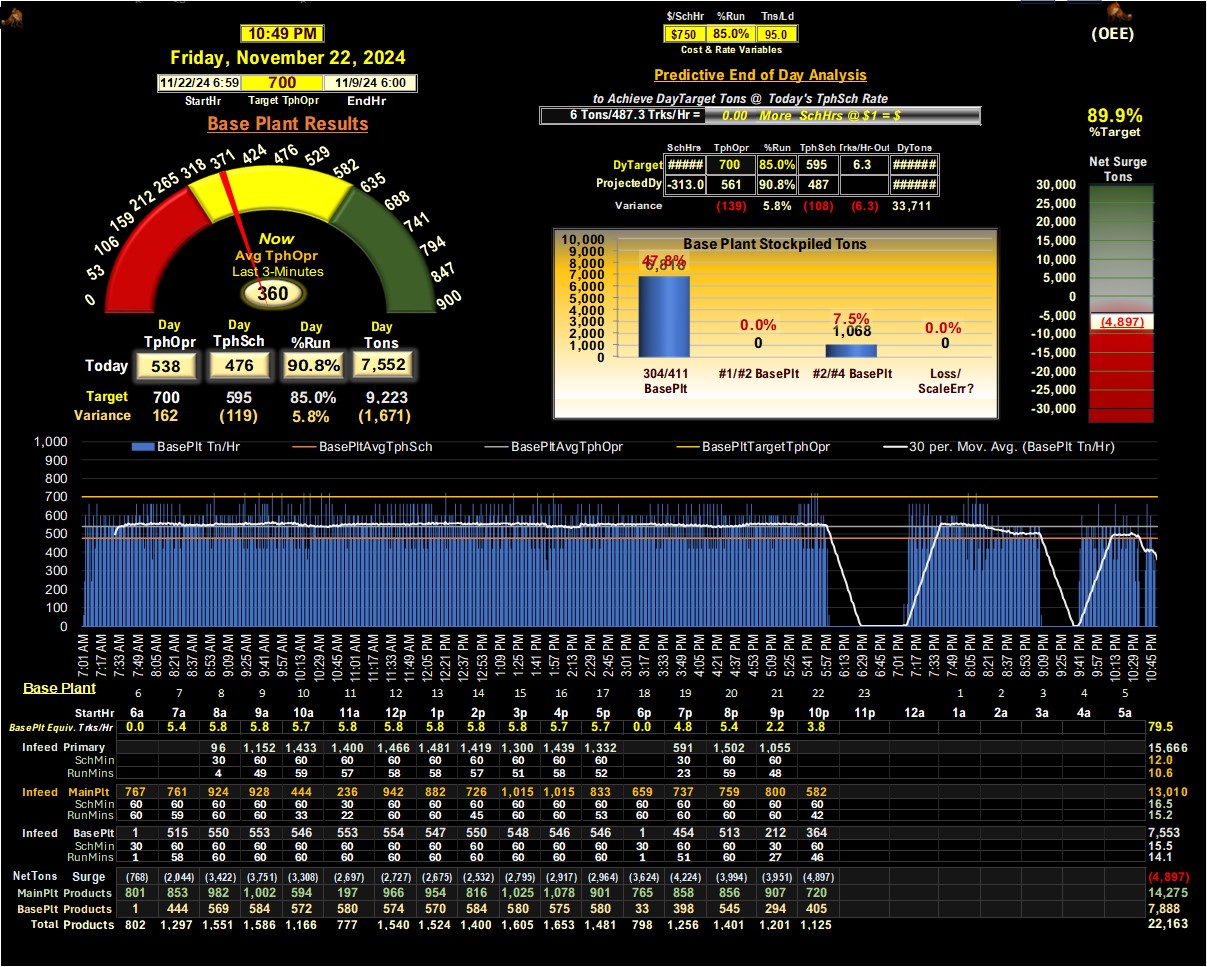 10:49 PM
Friday, November 22, 2024
11/22/24 6:59 700 11/9/24 6:00
StartHr Target TphOpr EndHr
Base Plant Results
0 53 106 159 212 265 318 371 424 476 529 582 635 688 741 794 847 900
Now
Avg TphOpr
Last 3-Minutes
360
Day Day Day Day
TphOpr TphSch %Run Tons
Today 538 476 90.8% 7,552
Target 700 595 85.0% 9,223
Variance 162 (119) 5.8% (1,671)
$/SchHr %Run Tns/Ld
$750 85.0% 95.0
Cost & Rate Variables
Predictive End of Day Analysis
to Achieve DayTarget Tons @ Today's TphSch Rate
6 Tons/487.3 Trks/Hr = 0.00 More SchHrs @ $1 = $
SchHrs TphOpr %Run TphSch Trks/Hr-Out DyTons
DyTarget ##### 700 85.0% 595 6.3 ######
ProjectedDy -313.0 561 90.8% 487 ######
Variance (139) 5.8% (108) (6.3) 33,711
Base Plant Stockpiled Tons
10,000
9,000
8,000
7,000
6,000
5,000
4,000
3,000
2,000
1,000
0
47.8%
6,818
0.0%
0
7.5%
1,068
0.0%
0
304/411 BasePlt
#1/#2 BasePlt
#2/#4 BasePlt
Loss/ ScaleErr?
(OEE)
89.9%
%Target
Net Surge
Tons
30,000
25,000
20,000
15,000
10,000
5,000
0
-5,000
(4,897)
-10,000
-15,000
-20,000
-25,000
-30,000
BasePlt Tn/Hr BasePltAvgTphSch BasePltAvgTphOpr BasePltTargetTphOpr 30 per. Mov. Avg. (BasePlt Tn/Hr)
1,000
900
800
700
600
500
400
300
200
100
0
7:01 AM 7:17 AM 7:33 AM 7:49 AM 8:05 AM 8:21 AM 8:37 AM 8:53 AM 9:09 AM 9:25 AM 9:41 AM 9:57 AM 10:13 AM 10:29 AM 10:45 AM 11:01 AM 11:17 AM 11:33 AM 11:49 AM 12:05 PM 12:21 PM 12:37 PM 12:53 PM 1:09 PM 1:25 PM 1:41 PM 1:57 PM 2:13 PM 2:29 PM 2:45 PM 3:01 PM 3:17 PM 3:33 PM 3:49 PM 4:05 PM 4:21 PM 4:37 PM 4:53 PM 5:09 PM 5:25 PM 5:41 PM 5:57 PM 6:13 PM 6:29 PM 6:45 PM 7:01 PM 7:17 PM 7:33 PM 7:49 PM 8:05 PM 8:21 PM 8:37 PM 8:53 PM 9:09 PM 9:25 PM 9:41 PM 9:57 PM 10:13 PM 10:29 PM 10:45 PM
Base Plant 6 7 8 9 10 11 12 13 14 15 16 17 18 19 20 21 22 23 1 2 3 4 5
StartHr 6a 7a 8a 9a 10a 11a 12p 1p 2p 3p 4p 5p 6p 7p 8p 9p 10p 11p 12a 1a 2a 3a 4a 5a
BasePlt Equiv. Trks/Hr 0.0 5.4 5.8 5.8 5.7 5.8 5.8 5.8 5.8 5.8 5.7 5.7 0.0 4.8 5.4 2.2 3.8 79.5
Infeed Primary 96 1,152 1,433 1,400 1,466 1,481 1,419 1,300 1,439 1,332 591 1,502 1,055 15,666
SchMin 30 60 60 60 60 60 60 60 60 60 30 60 60 12.0
RunMins 4 49 59 57 58 58 57 51 58 52 23 59 48 10.6
Infeed MainPlt 767 761 924 928 444 236 942 882 726 1,015 1,015 833 659 737 759 800 582 13,010
SchMin 60 60 60 60 60 30 60 60 60 60 60 60 60 60 60 60 60 16.5
RunMins 60 59 60 60 33 22 60 60 45 60 60 53 60 60 60 60 42 15.2
Infeed BasePlt 1 515 550 553 546 553 554 547 550 548 546 546 1 454 513 212 364 7,553
SchMin 30 60 60 60 60 60 60 60 60 60 60 60 30 60 60 30 60 15.5
RunMins 1 58 60 60 60 60 60 60 60 60 60 60 1 51 60 27 46 14.1
NetTons Surge (768) (2,044) (3,422) (3,751) (3,308) (2,697) (2,727) (2,675) (2,532) (2,795) (2,917) (2,964) (3,624) (4,224) (3,994) (3,951) (4,897) (4,897)
MainPlt Products 801 853 982 1,002 594 197 966 954 816 1,025 1,078 901 765 858 856 907 720 14,275
BasePlt Products 1 444 569 584 572 580 574 570 584 580 575 580 33 398 545 294 405 7,888
Total Products 802 1,297 1,551 1,586 1,166 777 1,540 1,524 1,400 1,605 1,653 1,481 798 1,256 1,401 1,201 1,125 22,163